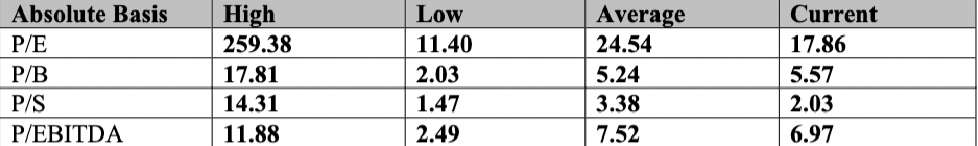 Absolute Basis High Low Average Current
P/E 259.38 11.40 24.54 17.86
P/B 17.81 2.03 5.24 5.57
P/S 14.31 1.47 3.38 2.03
P/EBITDA 11.88 2.49 7.52 6.97